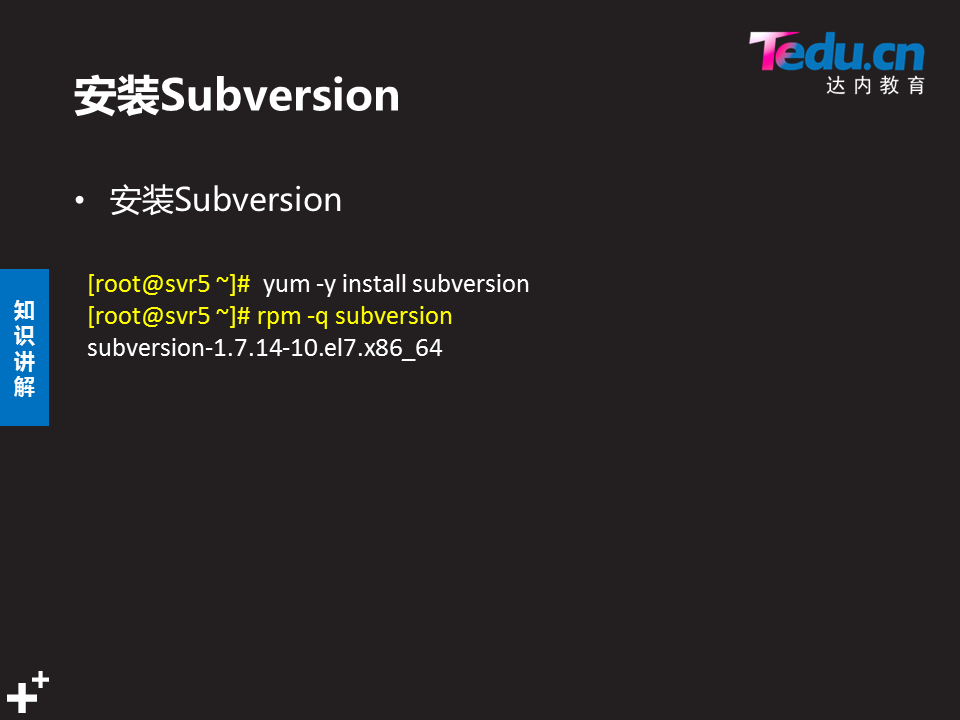 Tedu.cn
达内教育
安装Subversion
• 安装Subversion
[root@svr5 ~]#  yum -y install subversion
[root@svr5 ~]# rpm -q subversion
subversion-1.7.14-10.el7.x86_64
知
识
讲
解